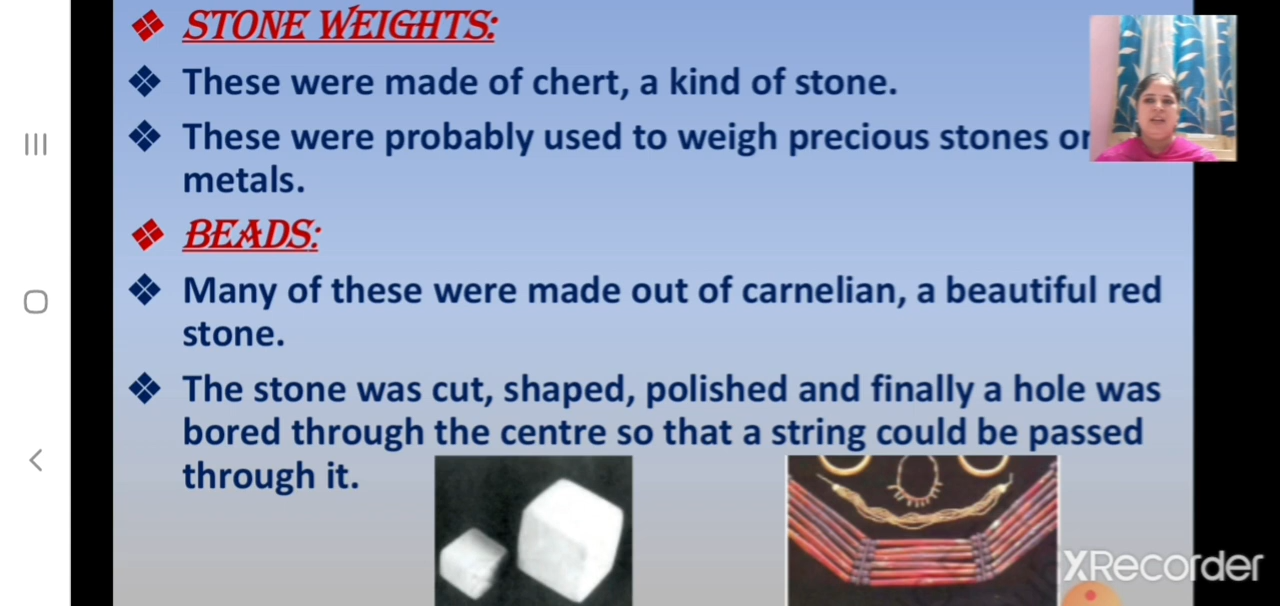 STONE WEIGHTS:
These were made of chert, a kind of stone.
These were probably used to weigh precious stones or
metals.
BEADS:
Many of these were made out of carnelian, a beautiful red
stone.
The stone was cut, shaped, polished and finally a hole was
bored through the centre so that a string could be passed
through it.
XRecorder